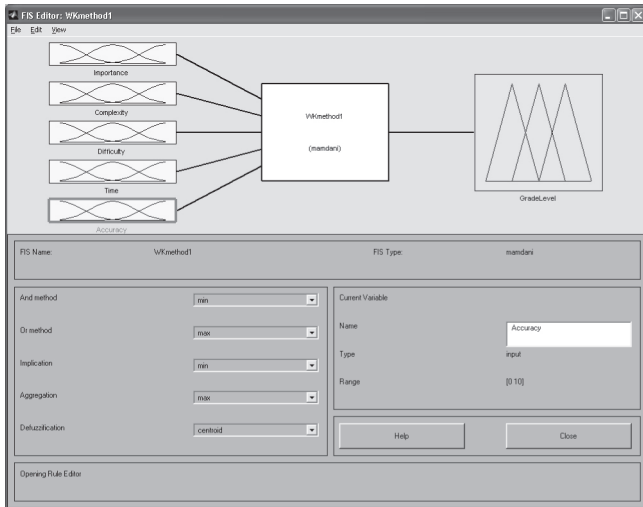 FIS Editor: WKmethod1
File Edit View
Importance
Complexity
Difficulty
Time
Accuracy
WKmethod1
(mamdani)
GradeLevel
FIS Name: WKmethod1 FIS Type: mamdani
And method min
Or method max
Implication min
Aggregation max
Defuzzification centroid
Current Variable
Name Accuracy
Type input
Range [0 10]
Help Close
Opening Rule Editor